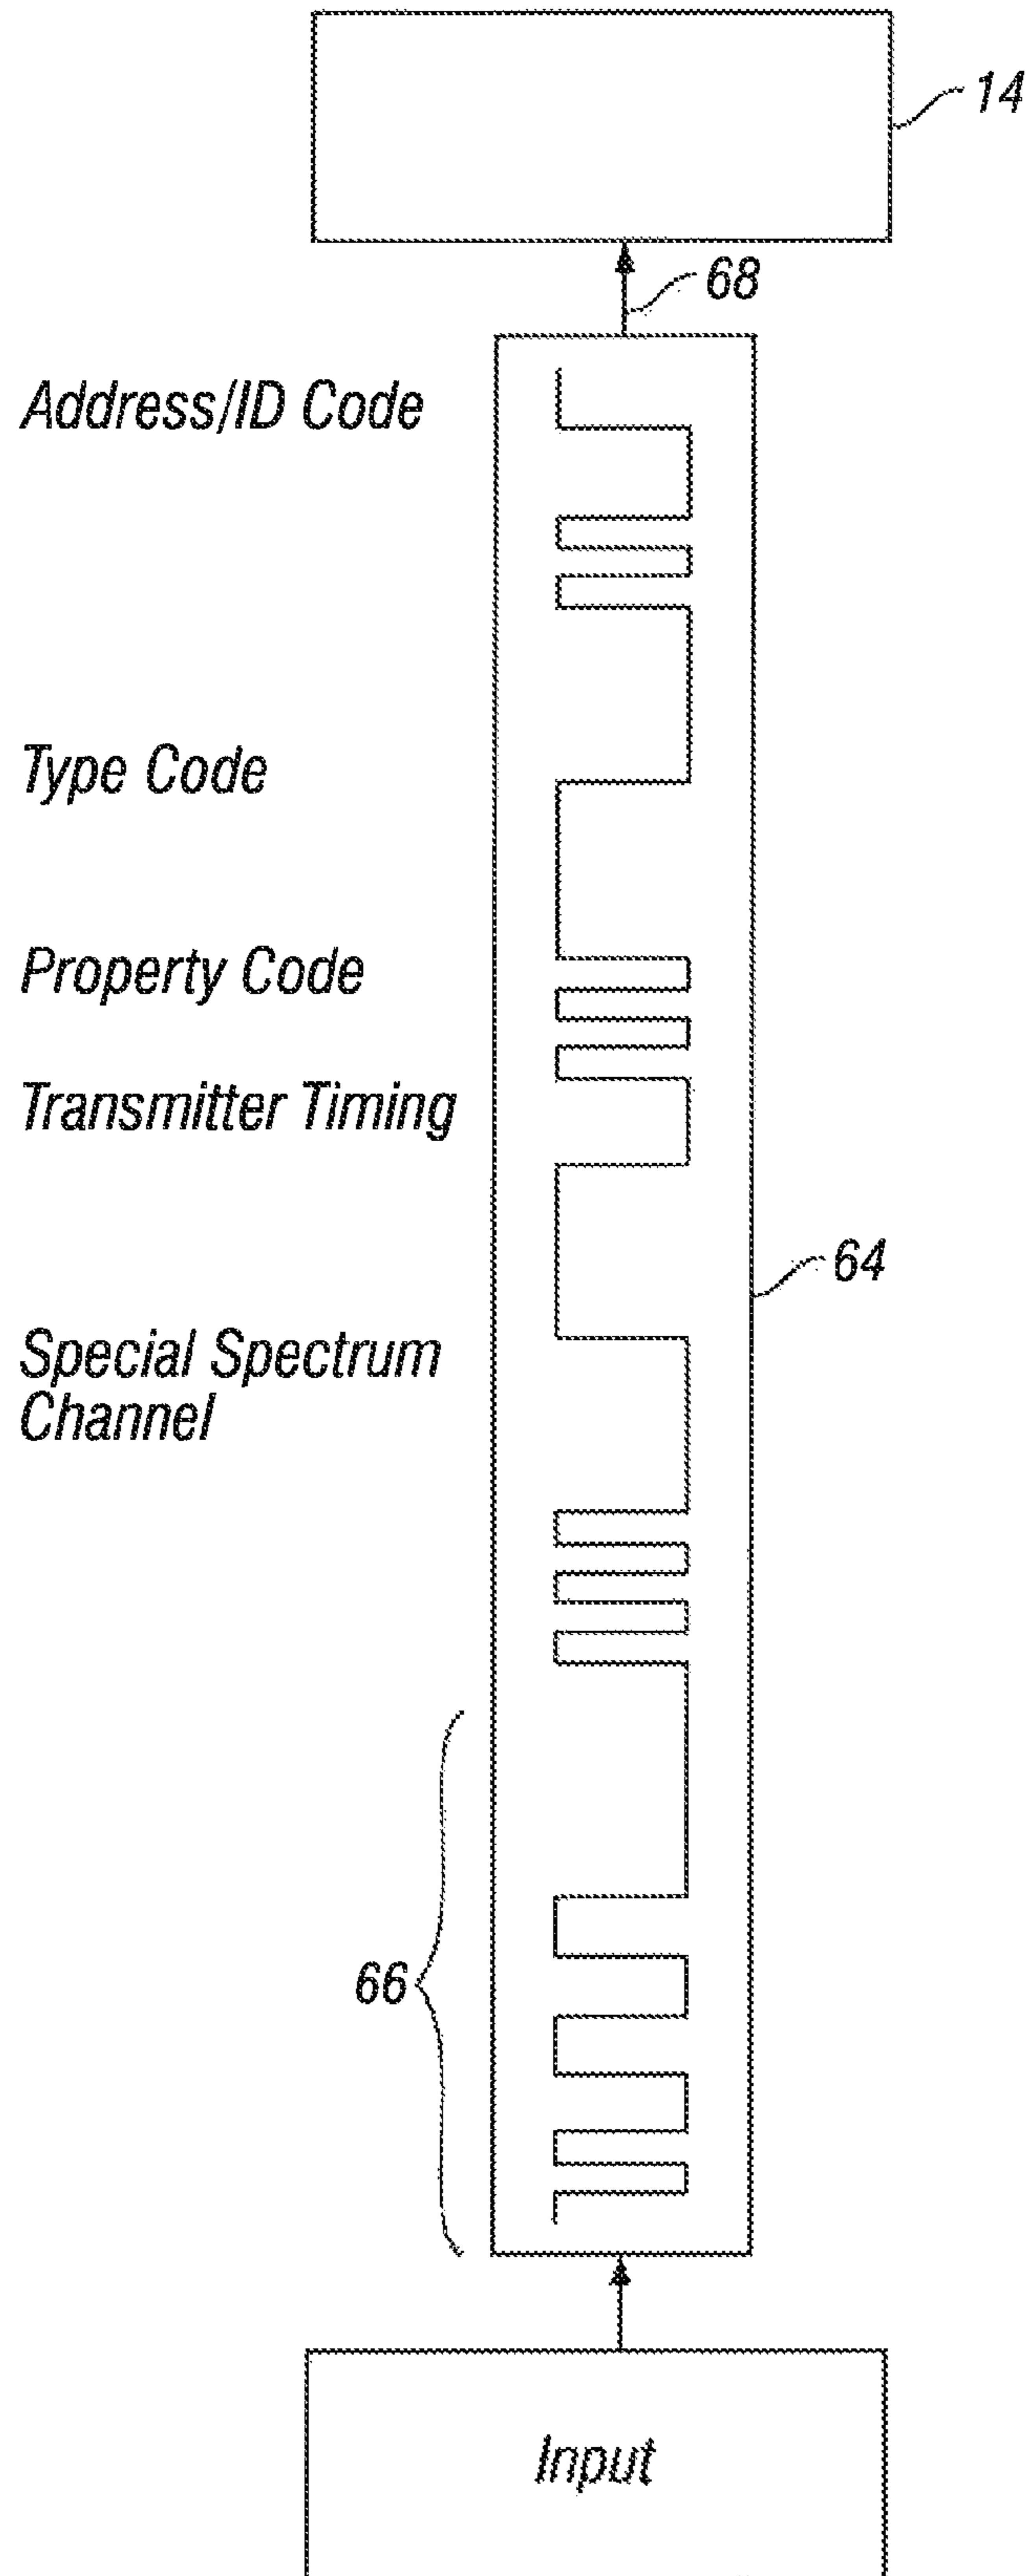 14
68
Address/ID Code
Type Code
Property Code
Transmitter Timing
64
Special Spectrum
Channel
66
Input